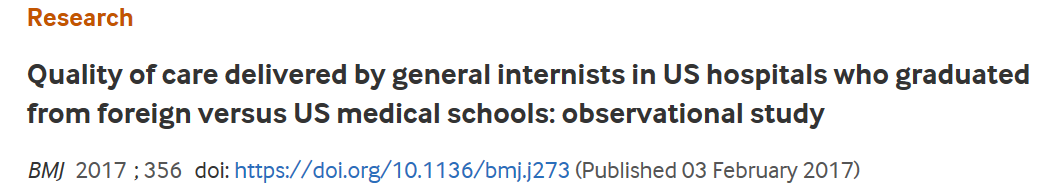 Research
Quality of care delivered by general internists in US hospitals who graduated
from foreign versus US medical schools: observational study
BMJ 2017 ; 356 doi: https://doi.org/10.1136/bmj.j273 (Published 03 February 2017)